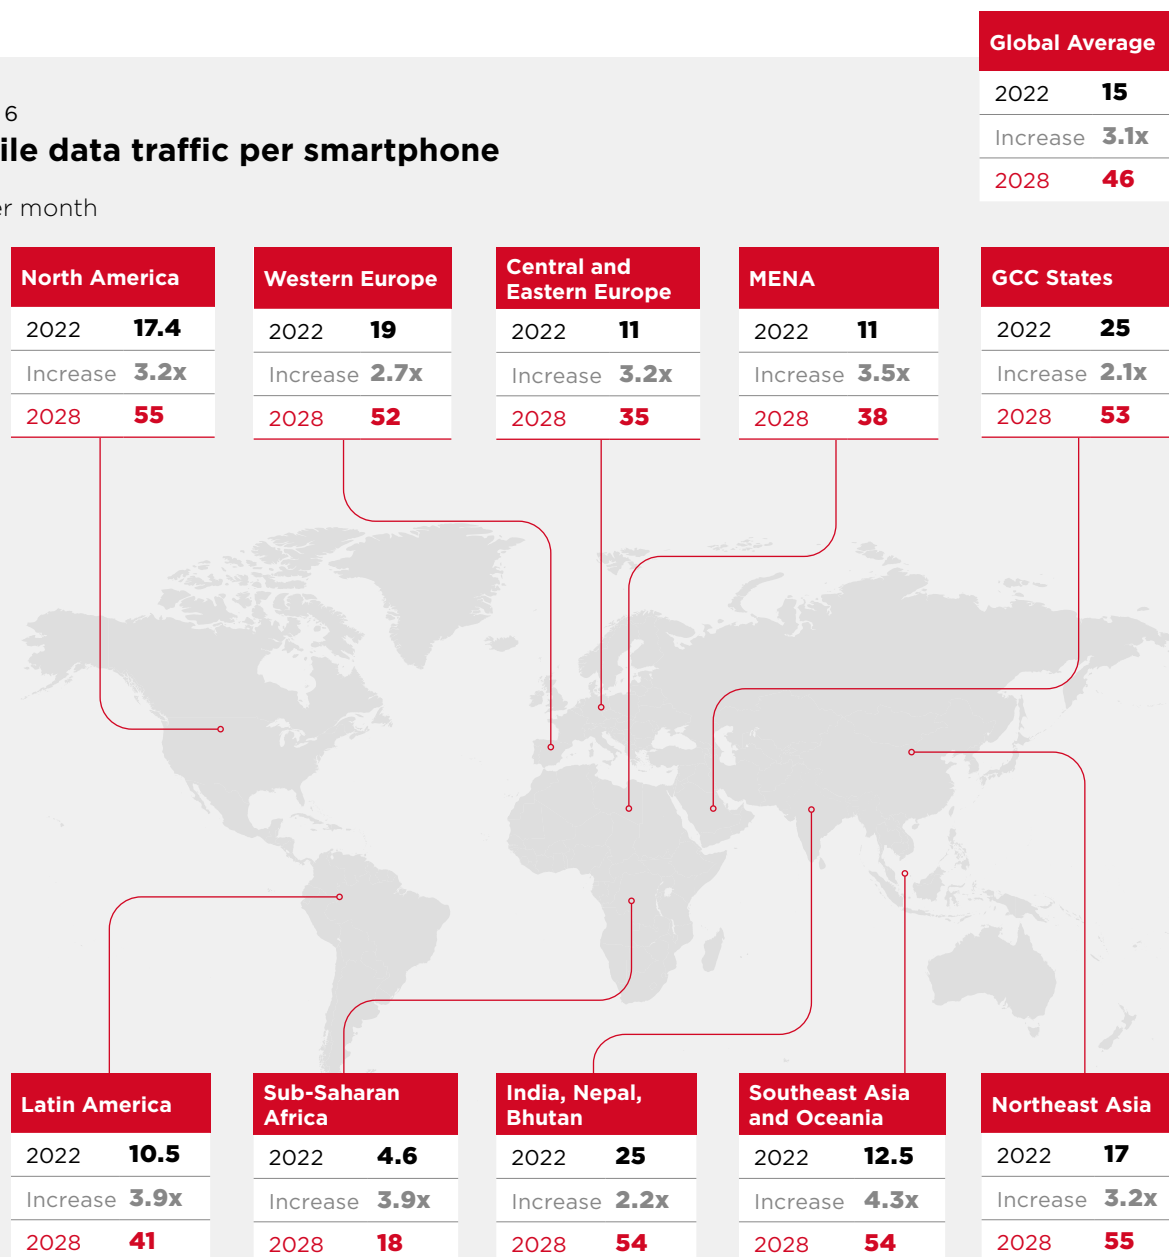 Global Average
2022 15
Increase 3.1x
2028 46
6
ile data traffic per smartphone
er month
North America
2022 17.4
Increase 3.2x
2028 55
Western Europe
2022 19
Increase 2.7x
2028 52
Central and
Eastern Europe
2022 11
Increase 3.2x
2028 35
MENA
2022 11
Increase 3.5x
2028 38
GCC States
2022 25
Increase 2.1x
2028 53
Latin America
2022 10.5
Increase 3.9x
2028 41
Sub-Saharan
Africa
2022 4.6
Increase 3.9x
2028 18
India, Nepal,
Bhutan
2022 25
Increase 2.2x
2028 54
Southeast Asia
and Oceania
2022 12.5
Increase 4.3x
2028 54
Northeast Asia
2022 17
Increase 3.2x
2028 55